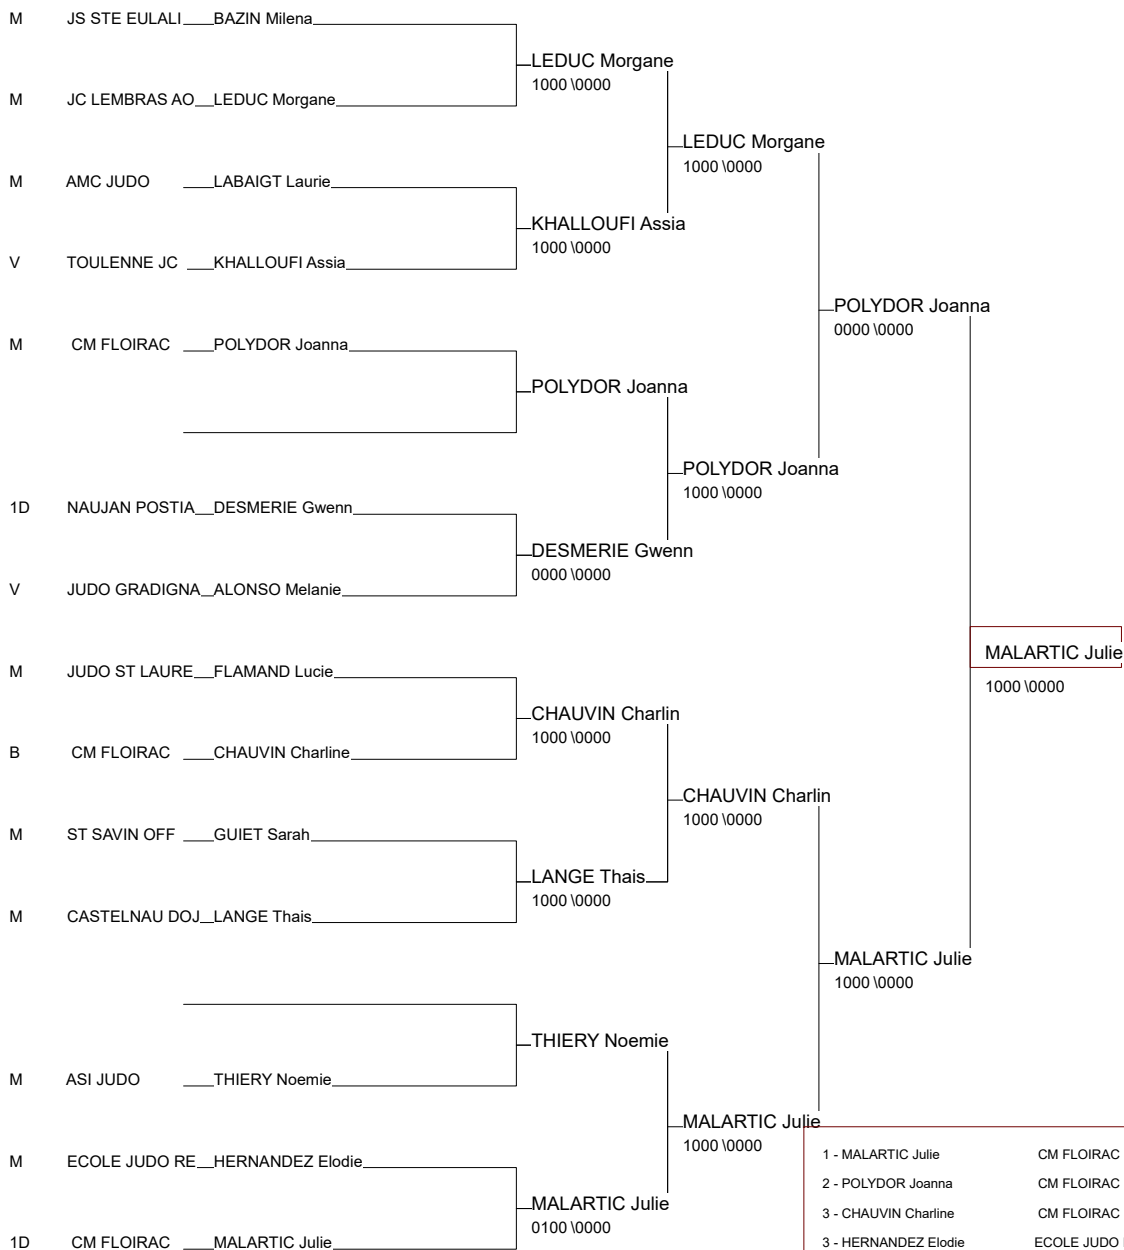 M JS STE EULALI BAZIN Milena
LEDUC Morgane
1000 \0000
M JC LEMBRAS AO LEDUC Morgane
LEDUC Morgane
1000 \0000
M AMC JUDO LABAIGT Laurie
KHALLOUFI Assia
1000 \0000
V TOULENNE JC KHALLOUFI Assia
POLYDOR Joanna
0000 \0000
M CM FLOIRAC POLYDOR Joanna
POLYDOR Joanna
POLYDOR Joanna
1000 \0000
1D NAUJAN POSTIA DESMERIE Gwenn
DESMERIE Gwenn
0000 \0000
V JUDO GRADIGNA ALONSO Melanie
MALARTIC Julie
1000 \0000
M JUDO ST LAURE FLAMAND Lucie
CHAUVIN Charlin
1000 \0000
B CM FLOIRAC CHAUVIN Charline
CHAUVIN Charlin
1000 \0000
M ST SAVIN OFF GUIET Sarah
LANGE Thais
1000 \0000
M CASTELNAU DOJ LANGE Thais
MALARTIC Julie
1000 \0000
THIERY Noemie
M ASI JUDO THIERY Noemie
MALARTIC Julie
1000 \0000
M ECOLE JUDO RE HERNANDEZ Elodie
MALARTIC Julie
0100 \0000
1D CM FLOIRAC MALARTIC Julie
1 - MALARTIC Julie CM FLOIRAC
2 - POLYDOR Joanna CM FLOIRAC
3 - CHAUVIN Charline CM FLOIRAC
3 - HERNANDEZ Elodie ECOLE JUDO